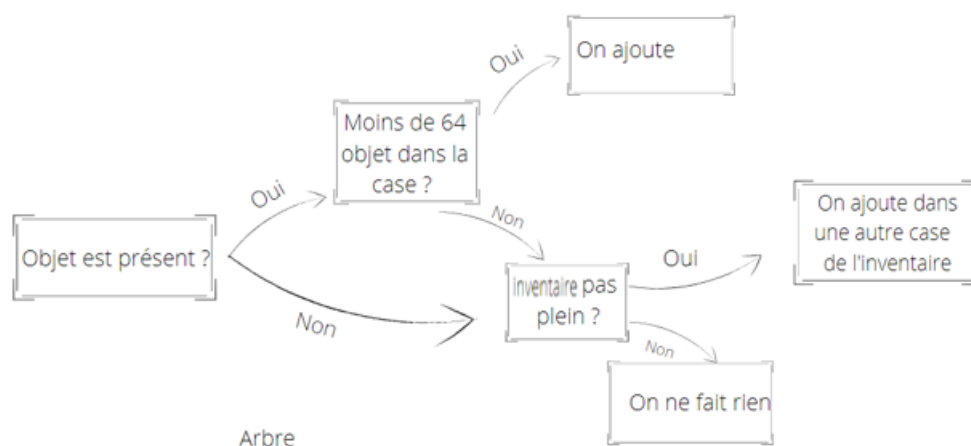 On ajoute
Oui
Moins de 64
objet dans la
case ?
Oui
Non
On ajoute dans
une autre case
de l'inventaire
Objet est présent ?
Oui
inventaire pas
plein ?
Non
Non
On ne fait rien
Arbre